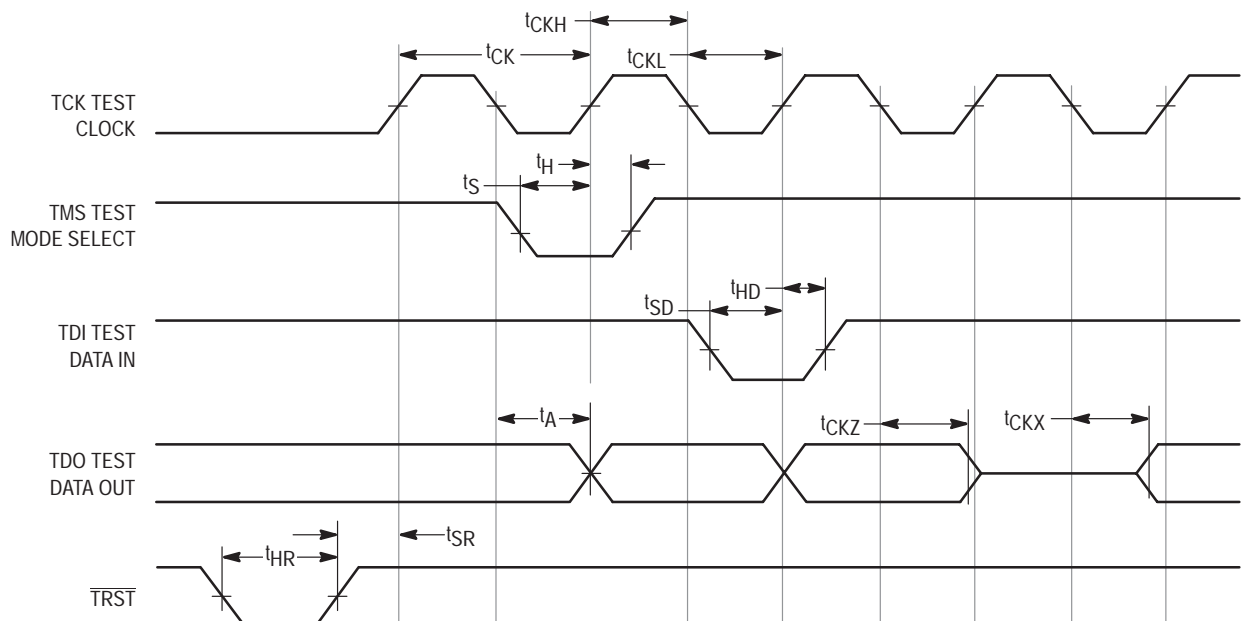 tCKH
tCK
tCKL
TCK TEST
CLOCK
tH
tS
TMS TEST
MODE SELECT
tHD
tSD
TDI TEST
DATA IN
tA
tCKZ
tCKX
TDO TEST
DATA OUT
tSR
tHR
TRST